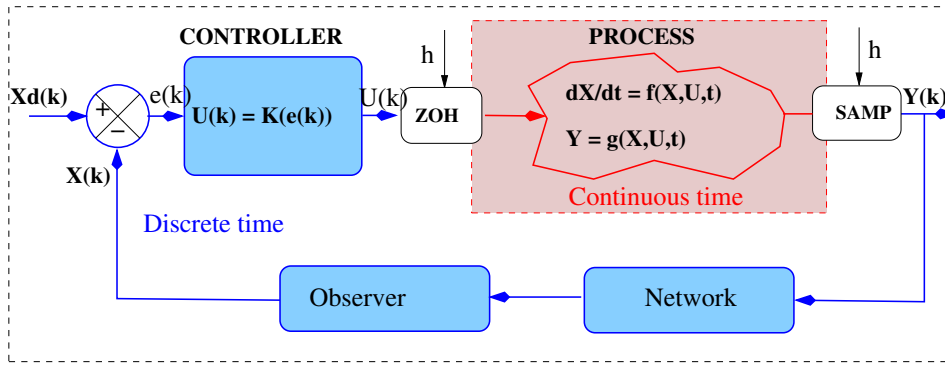 CONTROLLER
PROCESS
h
h
Xd(k)
+
−
e(k)
U(k) = K(e(k))
U(k)
ZOH
dX/dt = f(X,U,t)
Y = g(X,U,t)
SAMP
Y(k)
X(k)
Continuous time
Discrete time
Observer
Network